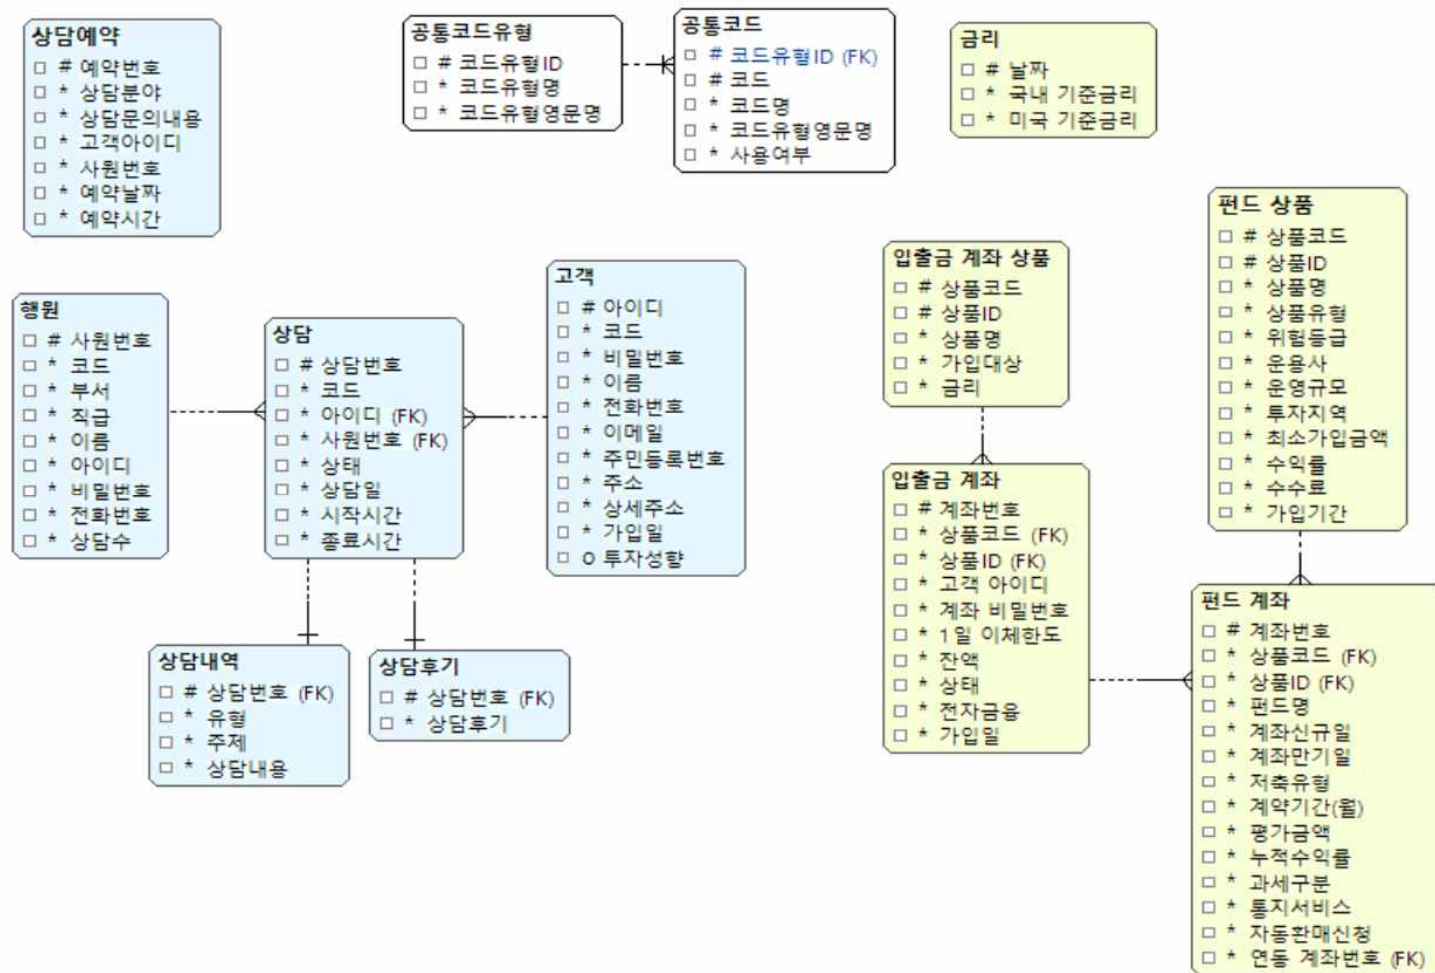 상담예약
# 예약번호
* 상담분야
* 상담문의내용
* 고객아이디
* 사원번호
* 예약날짜
* 예약시간
공통코드유형
# 코드유형ID
* 코드유형명
* 코드유형영문명
공통코드
# 코드유형ID (FK)
# 코드
* 코드명
* 코드유형영문명
* 사용여부
금리
# 날짜
* 국내 기준금리
* 미국 기준금리
행원
# 사원번호
* 코드
* 부서
* 직급
* 이름
* 아이디
* 비밀번호
* 전화번호
* 상담수
상담
# 상담번호
* 코드
* 아이디 (FK)
* 사원번호 (FK)
* 상태
* 상담일
* 시작시간
* 종료시간
고객
# 아이디
* 코드
* 비밀번호
* 이름
* 전화번호
* 이메일
* 주민등록번호
* 주소
* 상세주소
* 가입일
O 투자성향
상담내역
# 상담번호 (FK)
* 유형
* 주제
* 상담내용
상담후기
# 상담번호 (FK)
* 상담후기
입출금 계좌 상품
# 상품코드
# 상품ID
* 상품명
* 가입대상
* 금리
입출금 계좌
# 계좌번호
* 상품코드 (FK)
* 상품ID (FK)
* 고객 아이디
* 계좌 비밀번호
* 1일 이체한도
* 잔액
* 상태
* 전자금융
* 가입일
펀드 상품
# 상품코드
# 상품ID
* 상품명
* 상품유형
* 위험등급
* 운용사
* 운영규모
* 투자지역
* 최소가입금액
* 수익률
* 수수료
* 가입기간
펀드 계좌
# 계좌번호
* 상품코드 (FK)
* 상품ID (FK)
* 펀드명
* 계좌신규일
* 계좌만기일
* 저축유형
* 계약기간(월)
* 평가금액
* 누적수익률
* 과세구분
* 통지서비스
* 자동환매신청
* 연동 계좌번호 (FK)